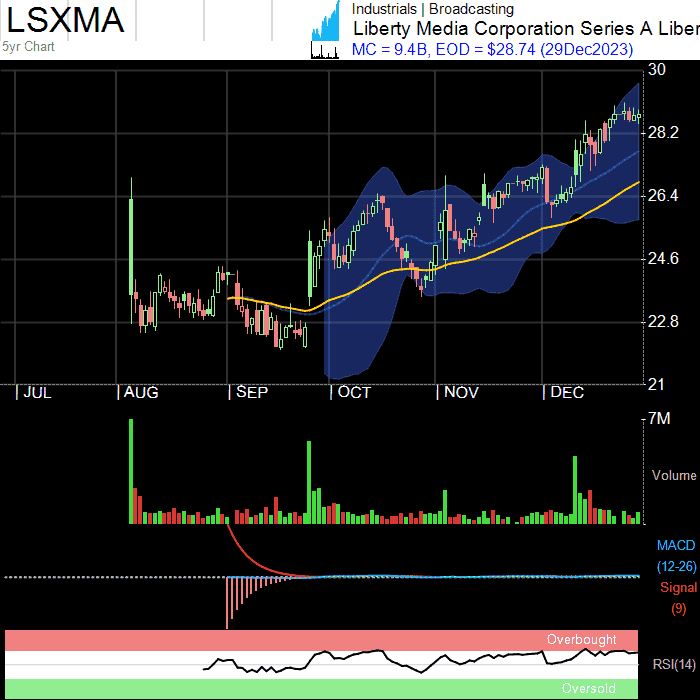 LSXMA
5yr Chart
Industrials | Broadcasting
Liberty Media Corporation Series A Liber
MC = 9.4B, EOD = $28.74 (29Dec2023)
30
28.2
26.4
24.6
22.8
21
JUL AUG SEP OCT NOV DEC
7M
Volume
MACD
(12-26)
Signal
(9)
Overbought
RSI(14)
Oversold